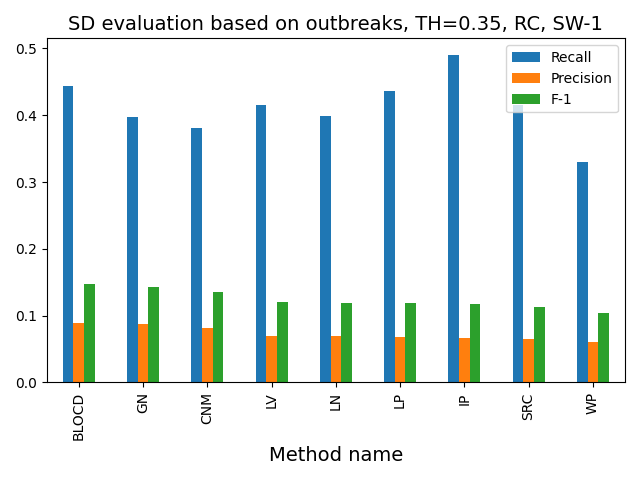 SD evaluation based on outbreaks, TH=0.35, RC, SW-1
Recall
Precision
F-1
0.5
0.4
0.3
0.2
0.1
0.0
BLOCD
GN
CNM
LV
LN
LP
IP
SRC
WP
Method name